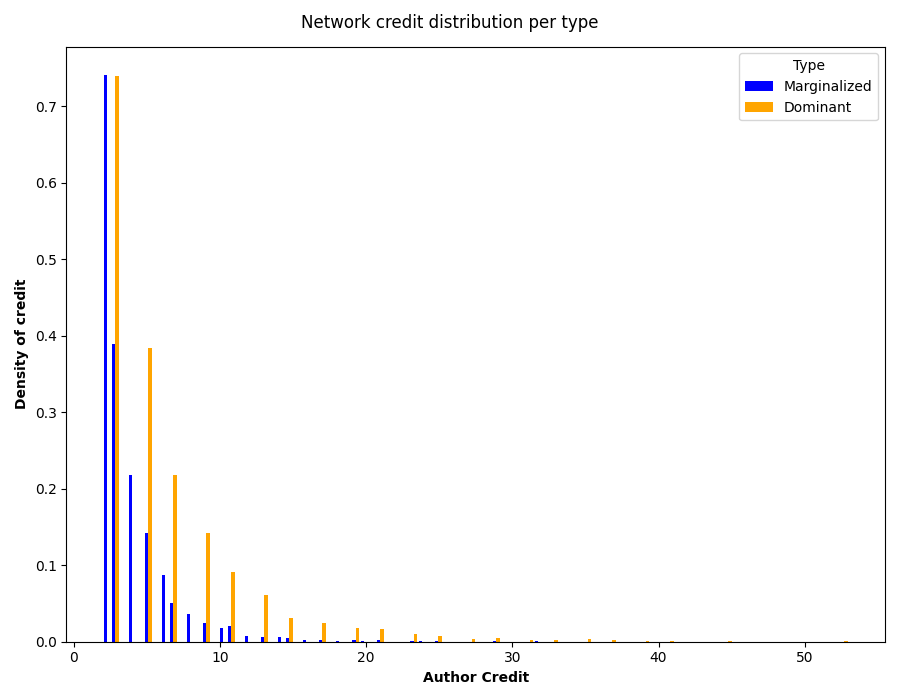 Network credit distribution per type
Type
Marginalized
Dominant
0.7
0.6
0.5
0.4
0.3
0.2
0.1
0.0
Density of credit
0
10
20
30
40
50
Author Credit